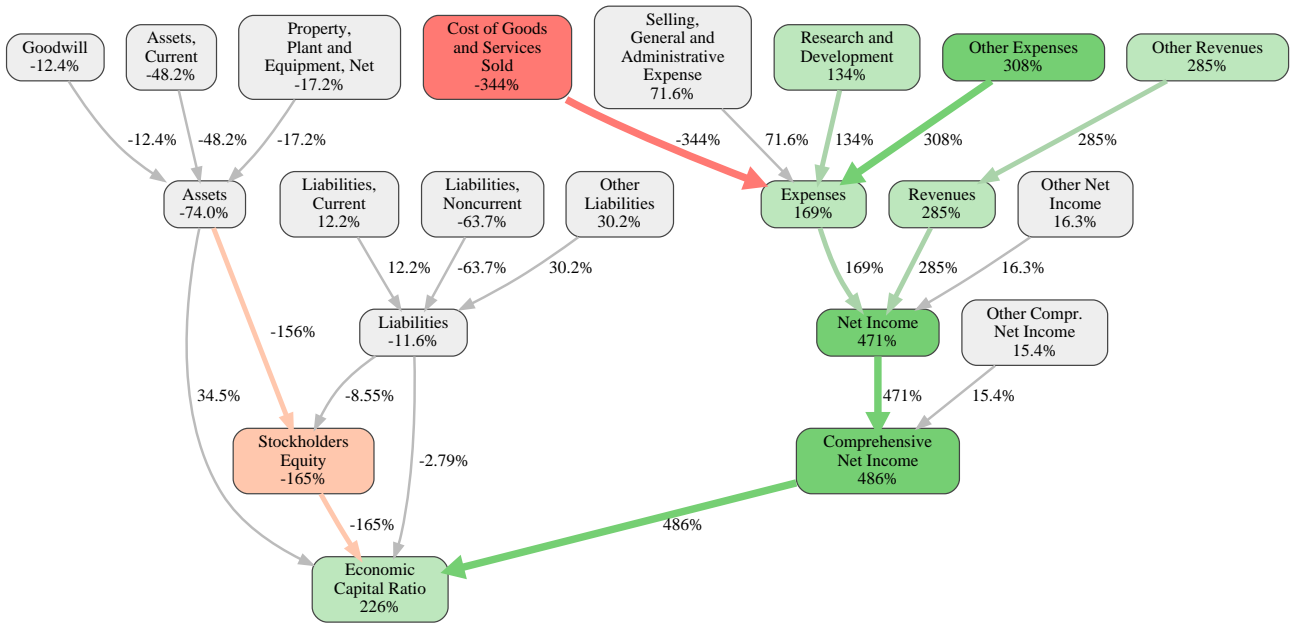 Goodwill
-12.4%
Assets,
Current
-48.2%
Property,
Plant and
Equipment, Net
-17.2%
Cost of Goods
and Services
Sold
-344%
Selling,
General and
Administrative
Expense
71.6%
Research and
Development
134%
Other Expenses
308%
Other Revenues
285%
-12.4%
-48.2%
-17.2%
-344%
71.6%
134%
308%
285%
Assets
-74.0%
Liabilities,
Current
12.2%
Liabilities,
Noncurrent
-63.7%
Other
Liabilities
30.2%
Expenses
169%
Revenues
285%
Other Net
Income
16.3%
12.2%
-63.7%
30.2%
169%
285%
16.3%
-156%
Liabilities
-11.6%
Net Income
471%
Other Compr.
Net Income
15.4%
34.5%
-8.55%
471%
15.4%
Stockholders
Equity
-165%
-2.79%
Comprehensive
Net Income
486%
-165%
486%
Economic
Capital Ratio
226%